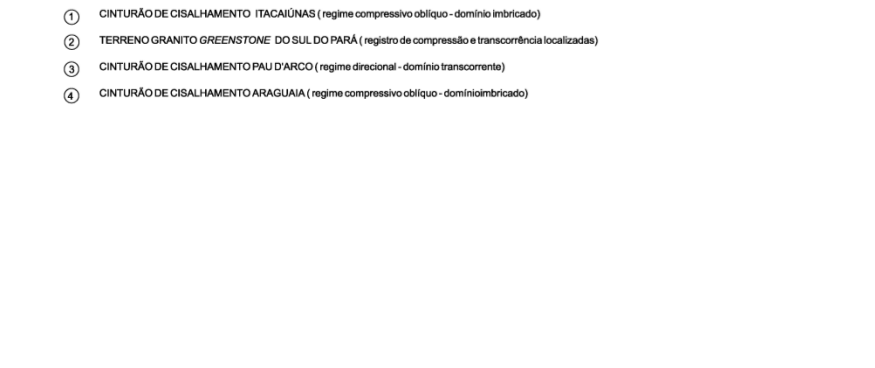 1 CINTURÃO DE CISALHAMENTO ITACAIÚNAS ( regime compressivo oblíquo - domínio imbricado)
2 TERRENO GRANITO GREENSTONE DO SUL DO PARÁ ( registro de compressão e transcorrência localizadas)
3 CINTURÃO DE CISALHAMENTO PAU D'ARCO ( regime direcional - domínio transcorrente)
4 CINTURÃO DE CISALHAMENTO ARAGUAIA ( regime compressivo oblíquo - domínioimbricado)